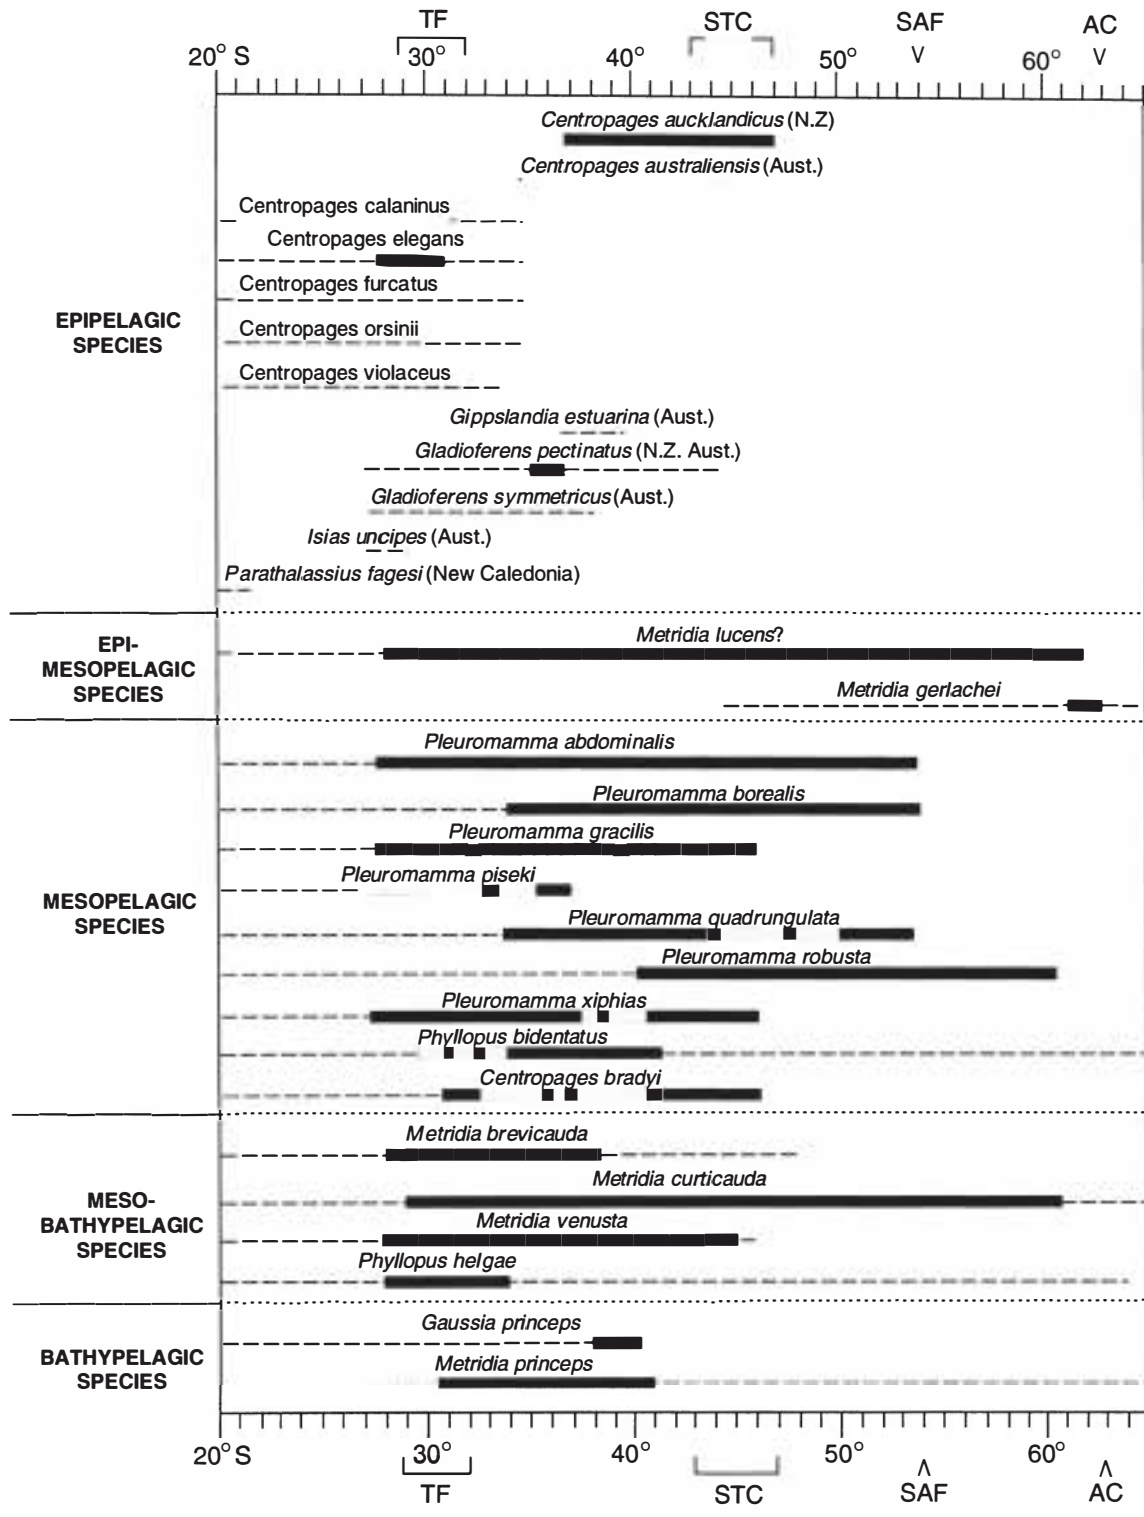 TF STC SAF AC
20° S 30° 40° 50° 60°
Centropages aucklandicus (N.Z)
Centropages australiensis (Aust.)
Centropages calaninus
Centropages elegans
Centropages furcatus
EPIPELAGIC
SPECIES
Centropages orsinii
Centropages violaceus
Gippslandia estuarina (Aust.)
Gladioferens pectinatus (N.Z. Aust.)
Gladioferens symmetricus (Aust.)
Isias uncipes (Aust.)
Parathalassius fagesi (New Caledonia)
EPI-
MESOPELAGIC
SPECIES
Metridia lucens?
Metridia gerlachei
Pleuromamma abdominalis
Pleuromamma borealis
Pleuromamma gracilis
Pleuromamma piseki
MESOPELAGIC
SPECIES
Pleuromamma quadrungulata
Pleuromamma robusta
Pleuromamma xiphias
Phyllopus bidentatus
Centropages bradyi
Metridia brevicauda
Metridia curticauda
MESO-
BATHYPELAGIC
SPECIES
Metridia venusta
Phyllopus helgae
Gaussia princeps
BATHYPELAGIC
SPECIES
Metridia princeps
20° S 30° 40° 50° 60°
TF STC SAF AC